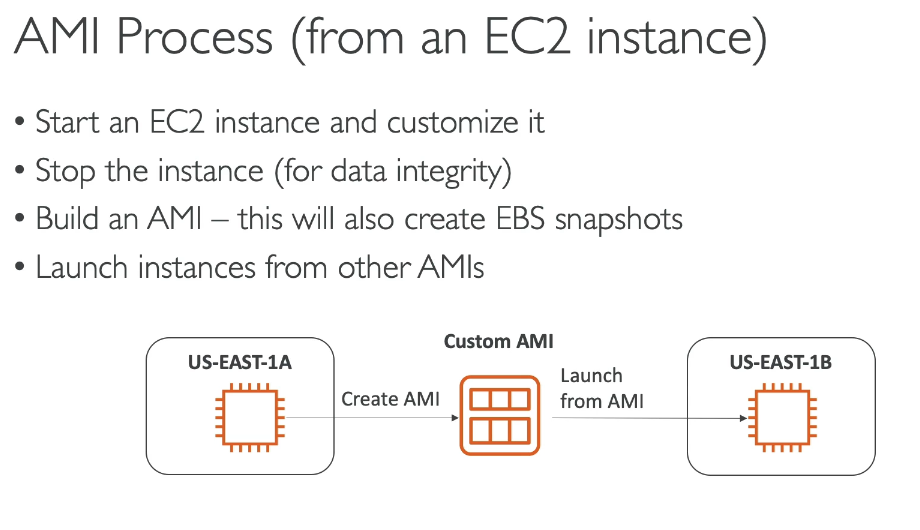 AMI Process (from an EC2 instance)
• Start an EC2 instance and customize it
• Stop the instance (for data integrity)
• Build an AMI – this will also create EBS snapshots
• Launch instances from other AMIs
US-EAST-1A
Create AMI
Custom AMI
Launch
from AMI
US-EAST-1B